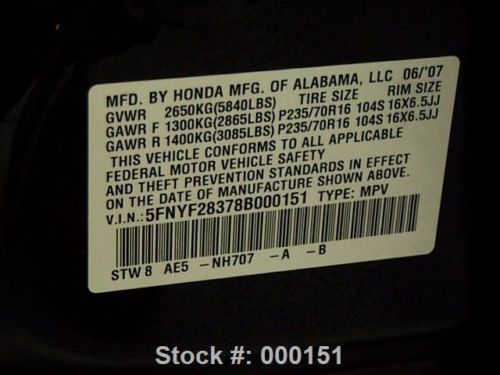 MFD. BY HONDA MFG. OF ALABAMA, LLC 06/'07
GVWR 2650KG(5840LBS) TIRE SIZE RIM SIZE
GAWR F 1300KG(2865LBS) P235/70R16 104S 16X6.5JJ
GAWR R 1400KG(3085LBS) P235/70R16 104S 16X6.5JJ
THIS VEHICLE CONFORMS TO ALL APPLICABLE
FEDERAL MOTOR VEHICLE SAFETY
AND THEFT PREVENTION STANDARDS IN EFFECT
ON THE DATE OF MANUFACTURE SHOWN ABOVE.
V.I.N.:5FNYF28378B000151 TYPE: MPV
STW 8 AE5 -NH707 -A -B
Stock #: 000151